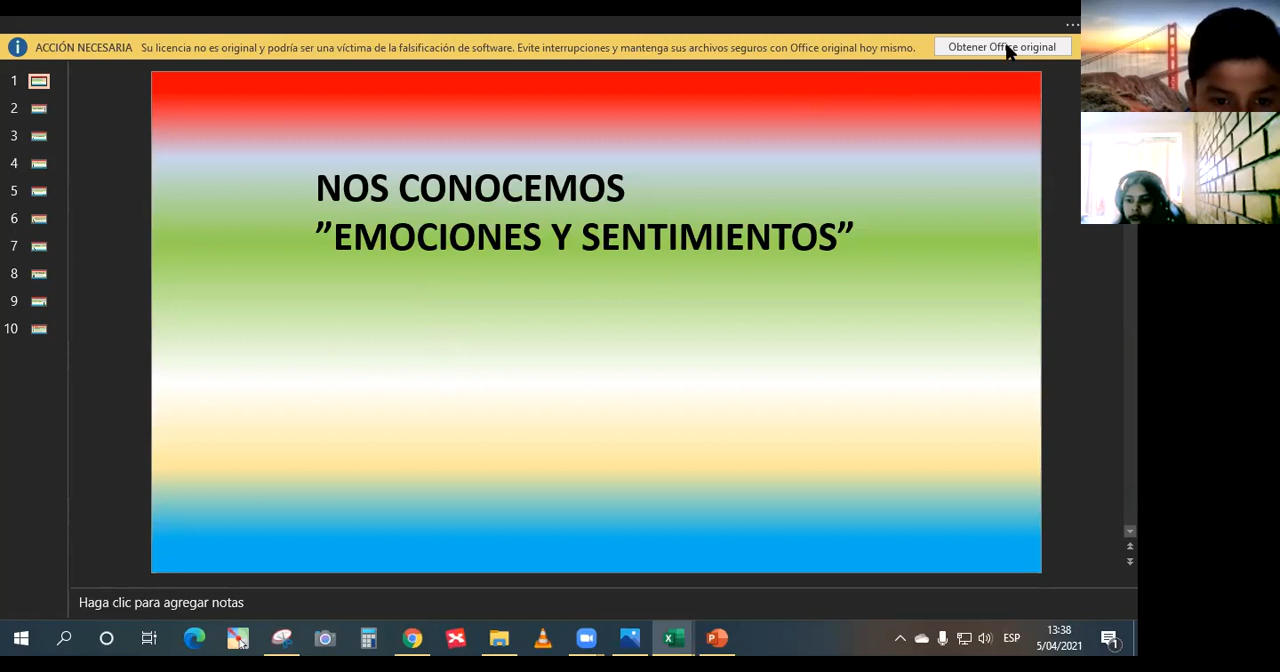 ACCIÓN NECESARIA Su licencia no es original y podría ser una víctima de la falsificación de software. Evite interrupciones y mantenga sus archivos seguros con Office original hoy mismo. Obtener Office original
1
2
3
4
5
6
7
8
9
10
NOS CONOCEMOS
”EMOCIONES Y SENTIMIENTOS”
Haga clic para agregar notas
ESP
13:38
5/04/2021
1